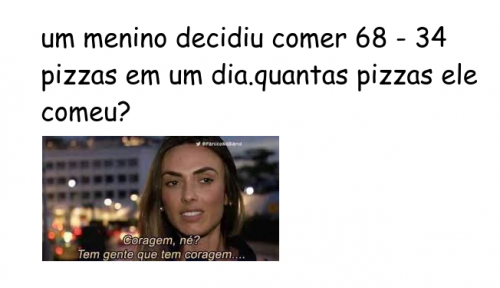 um menino decidiu comer 68 - 34
pizzas em um dia.quantas pizzas ele
comeu?
Coragem, né?
Tem gente que tem coragem....